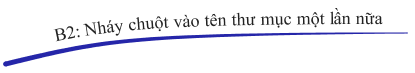 B2: Nháy chuột vào tên thư mục một lần nữa